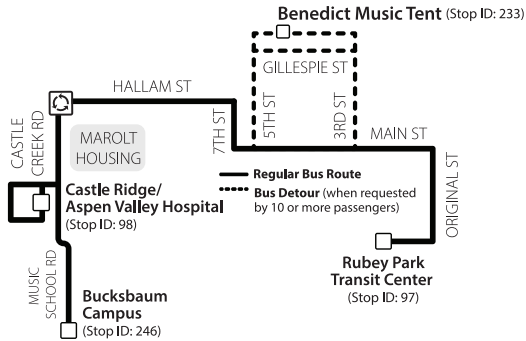 Benedict Music Tent (Stop ID: 233)
GILLESPIE ST
HALLAM ST
5TH ST
3RD ST
7TH ST
MAIN ST
CASTLE
CREEK RD
MAROLT
HOUSING
ORIGINAL ST
Regular Bus Route
Bus Detour (when requested
by 10 or more passengers)
Castle Ridge/
Aspen Valley Hospital
(Stop ID: 98)
Rubey Park
Transit Center
(Stop ID: 97)
MUSIC
SCHOOL RD
Bucksbaum
Campus
(Stop ID: 246)